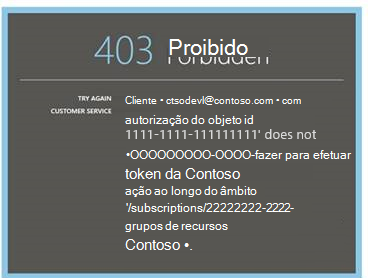 403 Proibido
Forbidden
TRY AGAIN
CUSTOMER SERVICE
Cliente • ctsodevl@contoso.com • com
autorização do objeto id
1111-1111-111111111' does not
•OOOOOOOOO-OOOO-fazer para efetuar
token da Contoso
ação ao longo do âmbito
'/subscriptions/22222222-2222-
grupos de recursos
Contoso •.